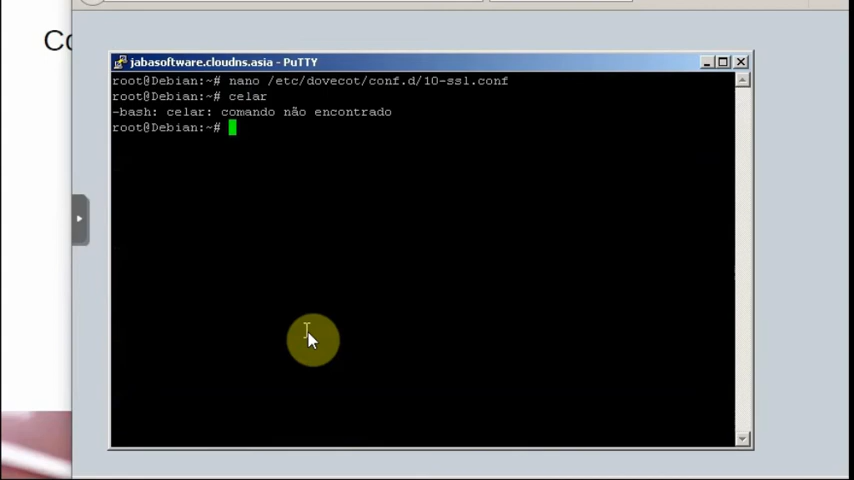 Co
jabasoftware.cloudns.asia - PuTTY
root@Debian:~# nano /etc/dovecot/conf.d/10-ssl.conf
root@Debian:~# celar
-bash: celar: comando não encontrado
root@Debian:~#